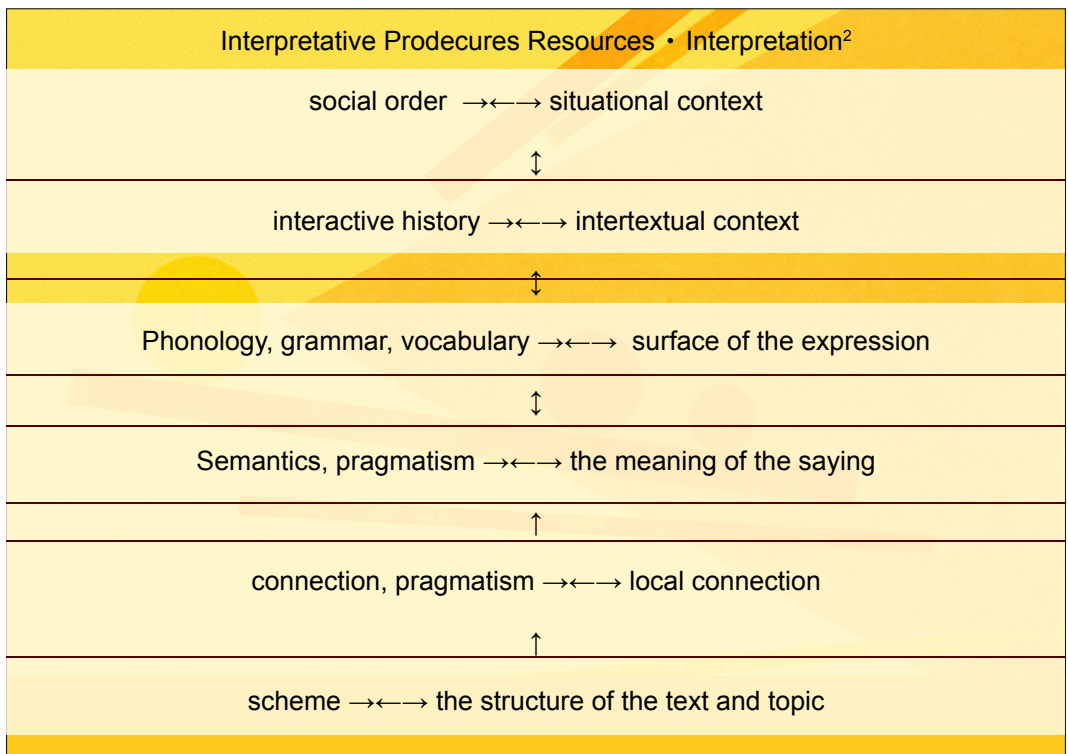 Interpretative Prodecures Resources • Interpretation²
social order →←→ situational context
↕
interactive history →←→ intertextual context
↕
Phonology, grammar, vocabulary →←→ surface of the expression
↕
Semantics, pragmatism →←→ the meaning of the saying
↑
connection, pragmatism →←→ local connection
↑
scheme →←→ the structure of the text and topic